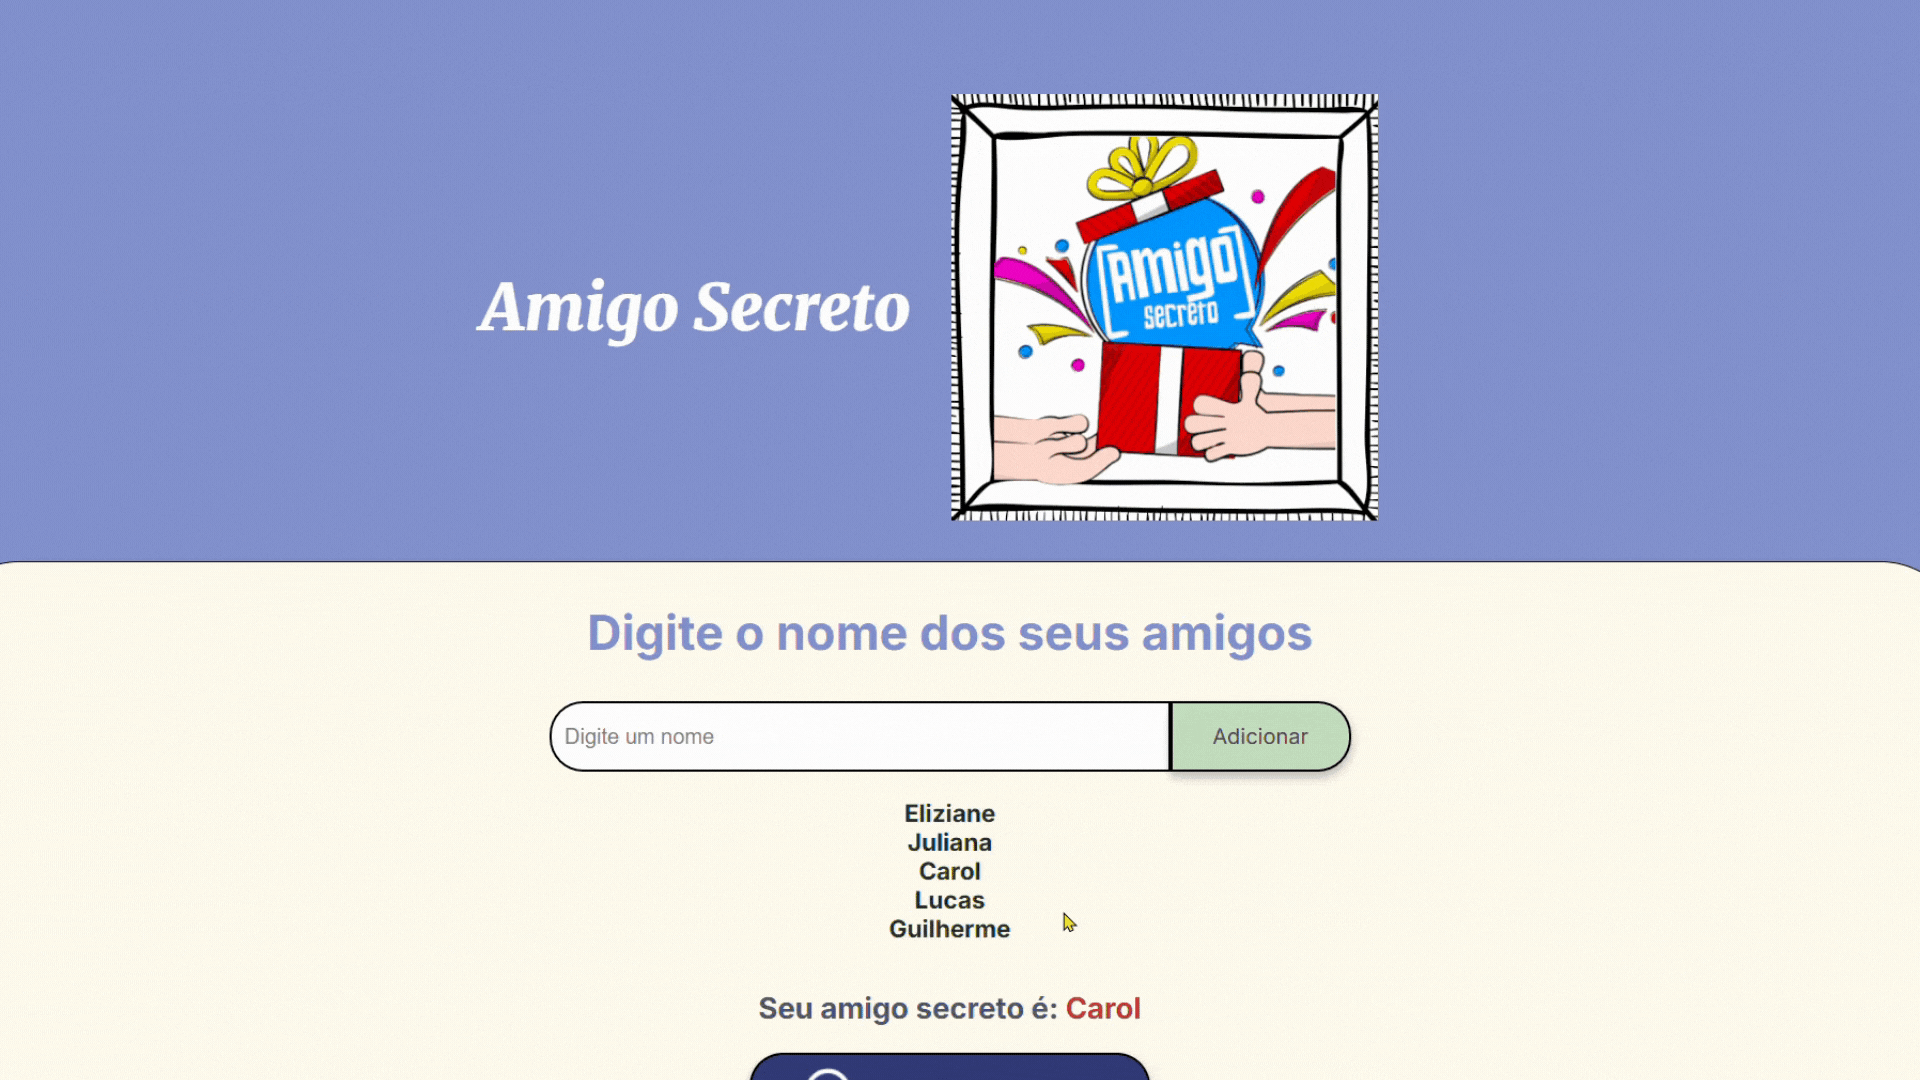 Amigo Secreto
Amigo
secreto
Digite o nome dos seus amigos
Digite um nome
Adicionar
Eliziane
Juliana
Carol
Lucas
Guilherme
Seu amigo secreto é: Carol